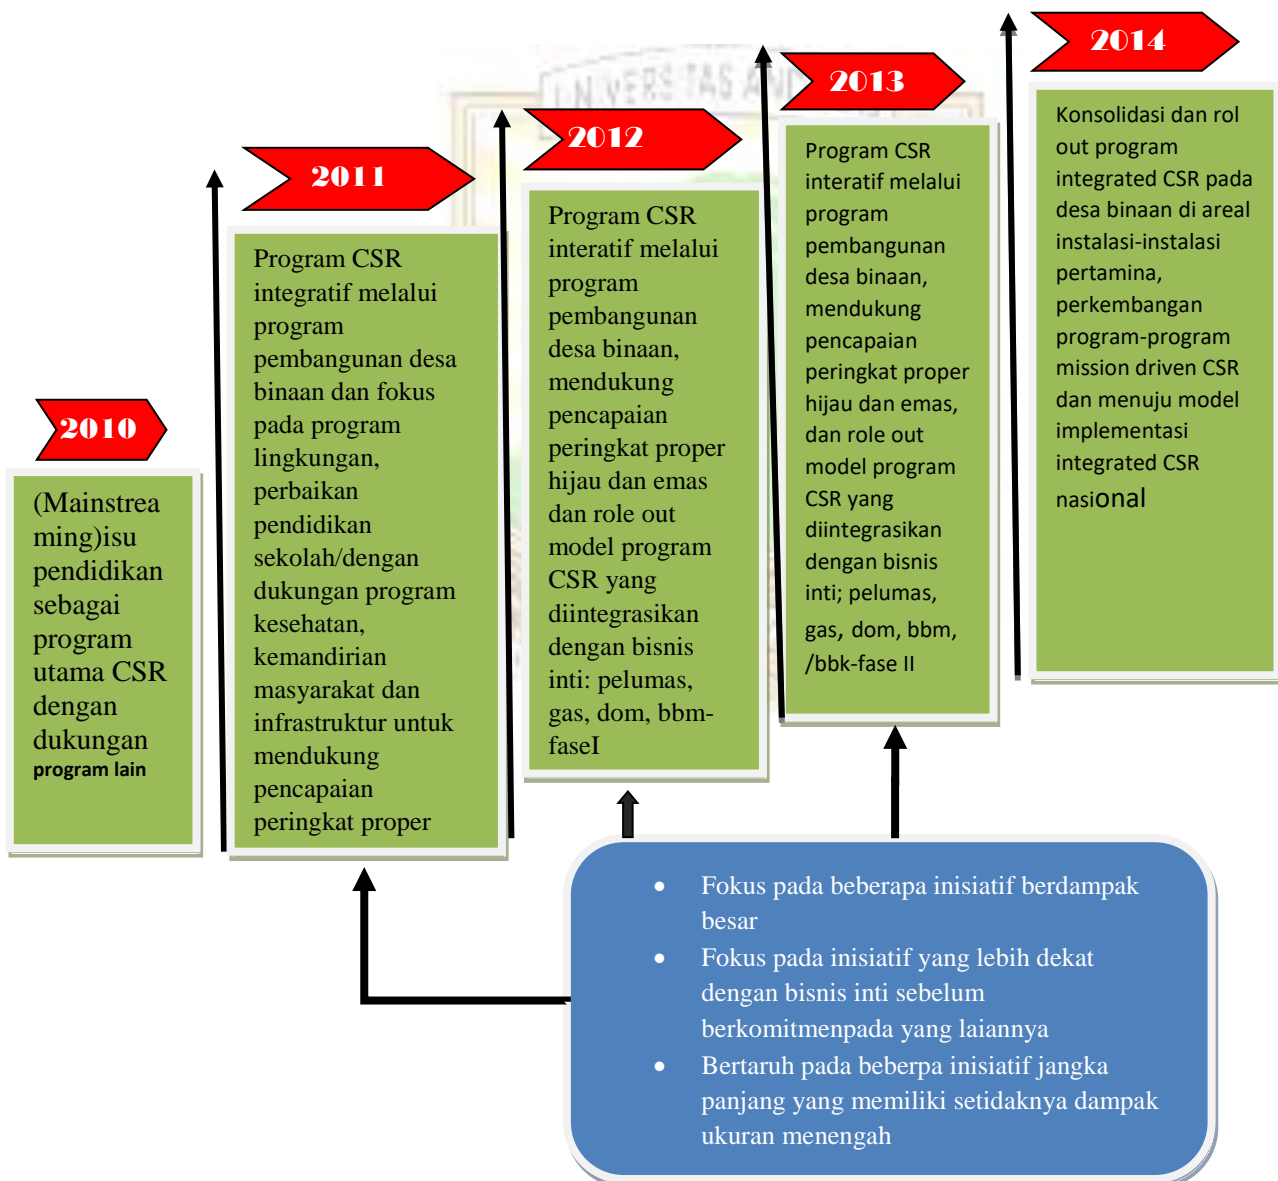 2010
(Mainstrea
ming)isu
pendidikan
sebagai
program
utama CSR
dengan
dukungan
program lain
2011
Program CSR
integratif melalui
program
pembangunan desa
binaan dan fokus
pada program
lingkungan,
perbaikan
pendidikan
sekolah/dengan
dukungan program
kesehatan,
kemandirian
masyarakat dan
infrastruktur untuk
mendukung
pencapaian
peringkat proper
2012
Program CSR
interatif melalui
program
pembangunan
desa binaan,
mendukung
pencapaian
peringkat proper
hijau dan emas
dan role out
model program
CSR yang
diintegrasikan
dengan bisnis
inti: pelumas,
gas, dom, bbm-
faseI
2013
Program CSR
interatif melalui
program
pembangunan
desa binaan,
mendukung
pencapaian
peringkat proper
hijau dan emas,
dan role out
model program
CSR yang
diintegrasikan
dengan bisnis
inti; pelumas,
gas, dom, bbm,
/bbk-fase II
2014
Konsolidasi dan rol
out program
integrated CSR pada
desa binaan di areal
instalasi-instalasi
pertamina,
perkembangan
program-program
mission driven CSR
dan menuju model
implementasi
integrated CSR
nasional
• Fokus pada beberapa inisiatif berdampak
besar
• Fokus pada inisiatif yang lebih dekat
dengan bisnis inti sebelum
berkomitmenpada yang laiannya
• Bertaruh pada beberpa inisiatif jangka
panjang yang memiliki setidaknya dampak
ukuran menengah
UNIVERSITAS